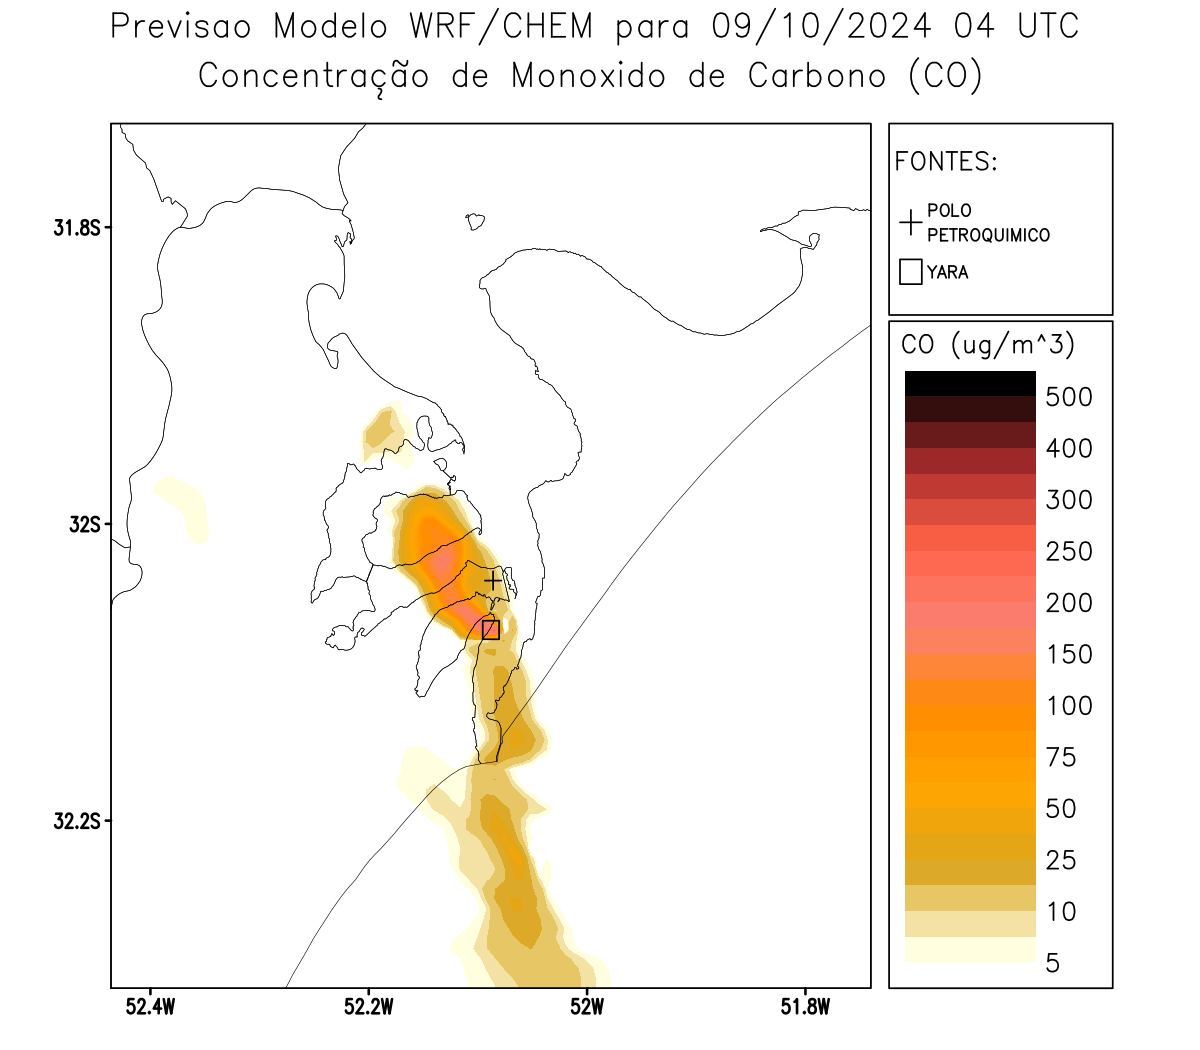 Previsao Modelo WRF/CHEM para 09/10/2024 04 UTC
Concentração de Monoxido de Carbono (CO)
FONTES:
POLO
PETROQUIMICO
YARA
CO (ug/m^3)
500
400
300
250
200
150
100
75
50
25
10
5
31.8S
32S
32.2S
52.4W
52.2W
52W
51.8W